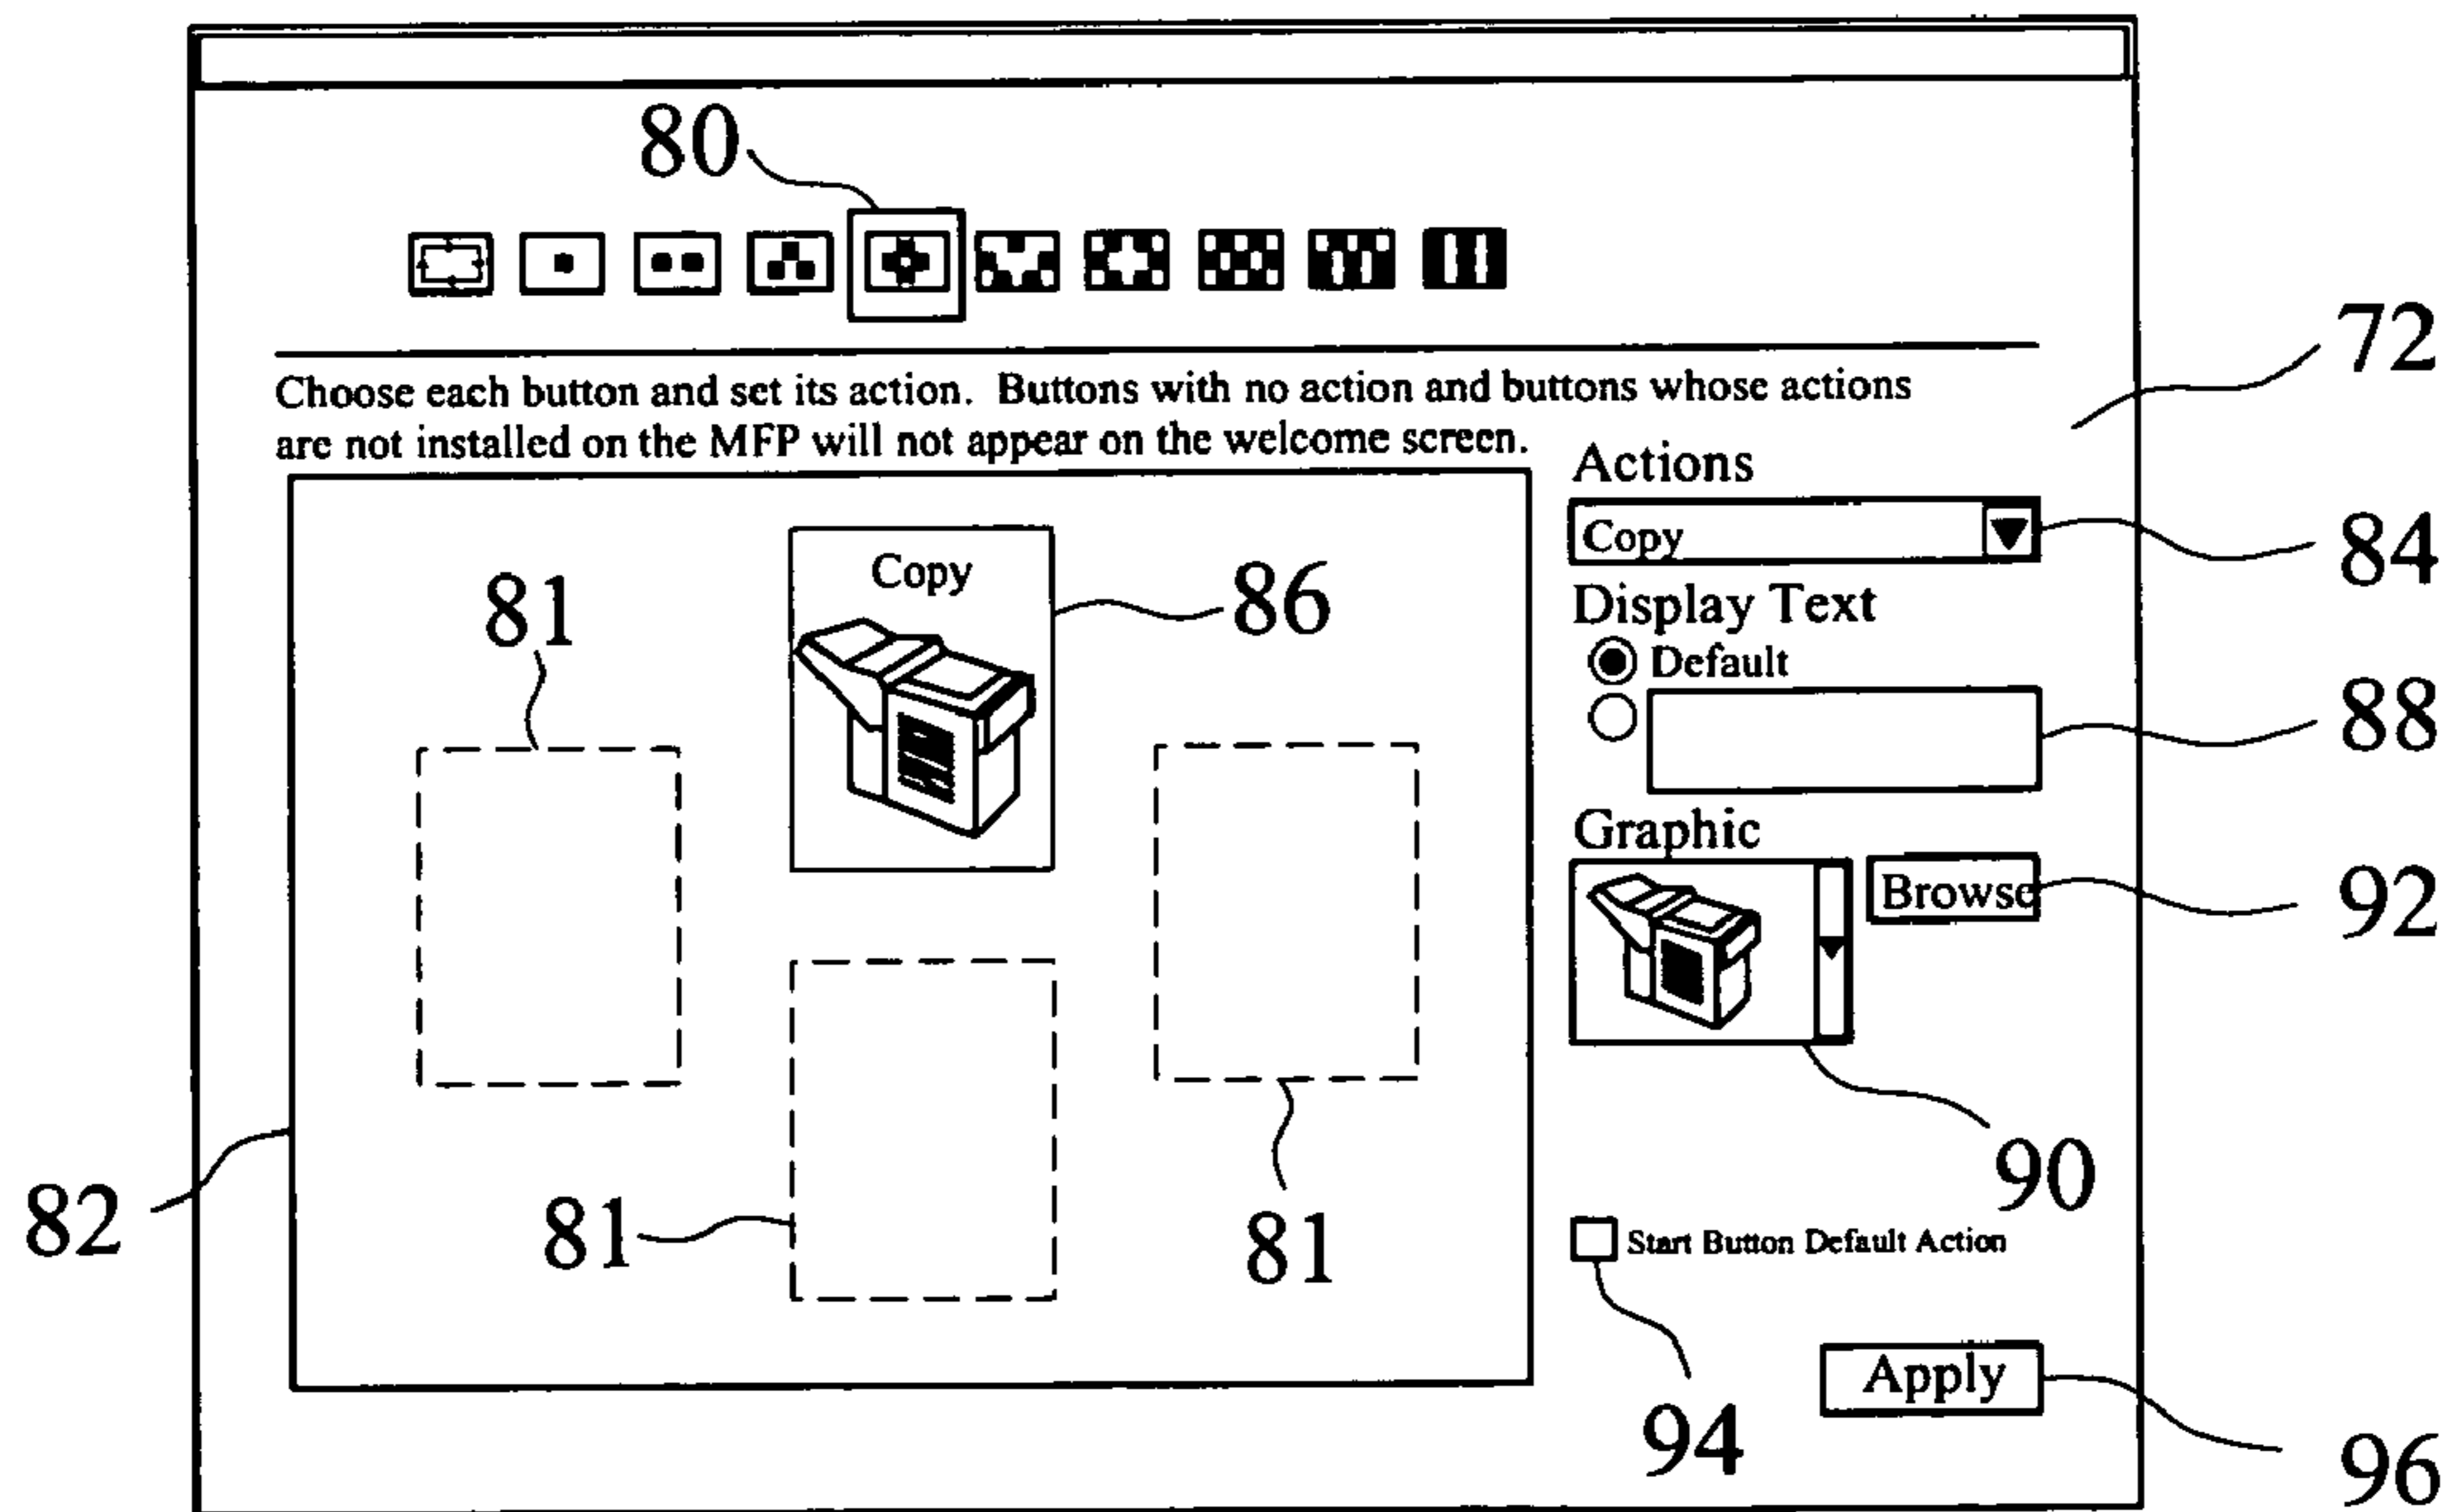 80
72
Choose each button and set its action. Buttons with no action and buttons whose actions
are not installed on the MFP will not appear on the welcome screen.
Actions
Copy
84
Copy
86
81
Display Text
Default
88
Graphic
Browse
92
90
82
81
81
Start Button Default Action
94
Apply
96